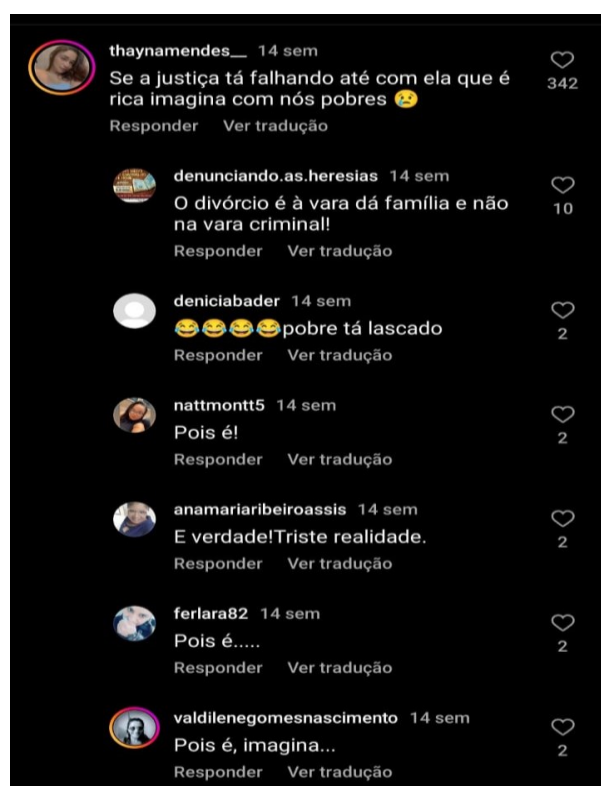 thaynamendes__ 14 sem
Se a justiça tá falhando até com ela que é
rica imagina com nós pobres 😢
342
Responder Ver tradução
denunciando.as.heresias 14 sem
O divórcio é à vara dá família e não
na vara criminal!
10
Responder Ver tradução
deniciabader 14 sem
😂😂😂😂pobre tá lascado
2
Responder Ver tradução
nattmontt5 14 sem
Pois é!
2
Responder Ver tradução
anamariaribeiroassis 14 sem
E verdade!Triste realidade.
2
Responder Ver tradução
ferlara82 14 sem
Pois é.....
2
Responder Ver tradução
valdilenegomesnascimento 14 sem
Pois é, imagina...
2
Responder Ver tradução